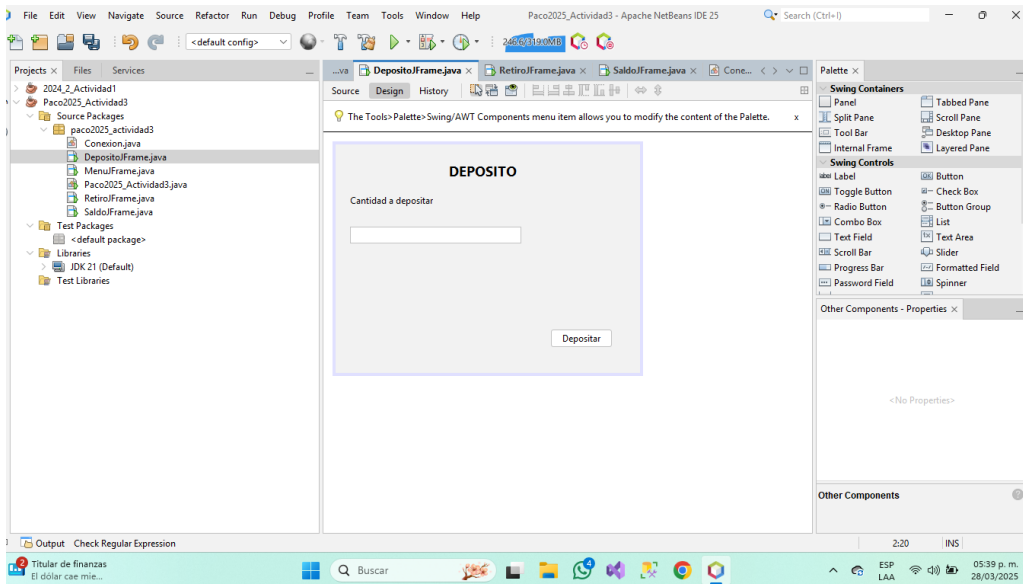 File Edit View Navigate Source Refactor Run Debug Profile Team Tools Window Help Paco2025_Actividad3 - Apache NetBeans IDE 25 Search (Ctrl+I)
<default config> 246.6/319.0MB
Projects Files Services
2024_2_Actividad1
Paco2025_Actividad3
Source Packages
paco2025_actividad3
Conexion.java
DepositoJFrame.java
MenuJFrame.java
Paco2025_Actividad3.java
RetiroJFrame.java
SaldoJFrame.java
Test Packages
<default package>
Libraries
JDK 21 (Default)
Test Libraries
...va DepositoJFrame.java RetiroJFrame.java SaldoJFrame.java Cone...
Source Design History
The Tools>Palette>Swing/AWT Components menu item allows you to modify the content of the Palette. x
DEPOSITO
Cantidad a depositar
Depositar
Palette
Swing Containers
Panel Tabbed Pane
Split Pane Scroll Pane
Tool Bar Desktop Pane
Internal Frame Layered Pane
Swing Controls
Label Button
Toggle Button Check Box
Radio Button Button Group
Combo Box List
Text Field Text Area
Scroll Bar Slider
Progress Bar Formatted Field
Password Field Spinner
Other Components - Properties
<No Properties>
Other Components
Output Check Regular Expression 2:20 INS
2 Titular de finanzas
El dólar cae mie...
Buscar
4
ESP
LAA
05:39 p. m.
28/03/2025